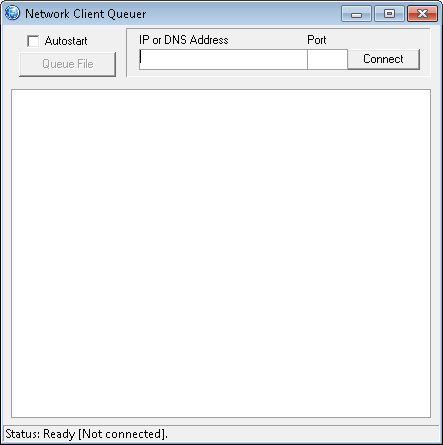 Network Client Queuer
Autostart
Queue File
IP or DNS Address
Port
Connect
Status: Ready [Not connected].